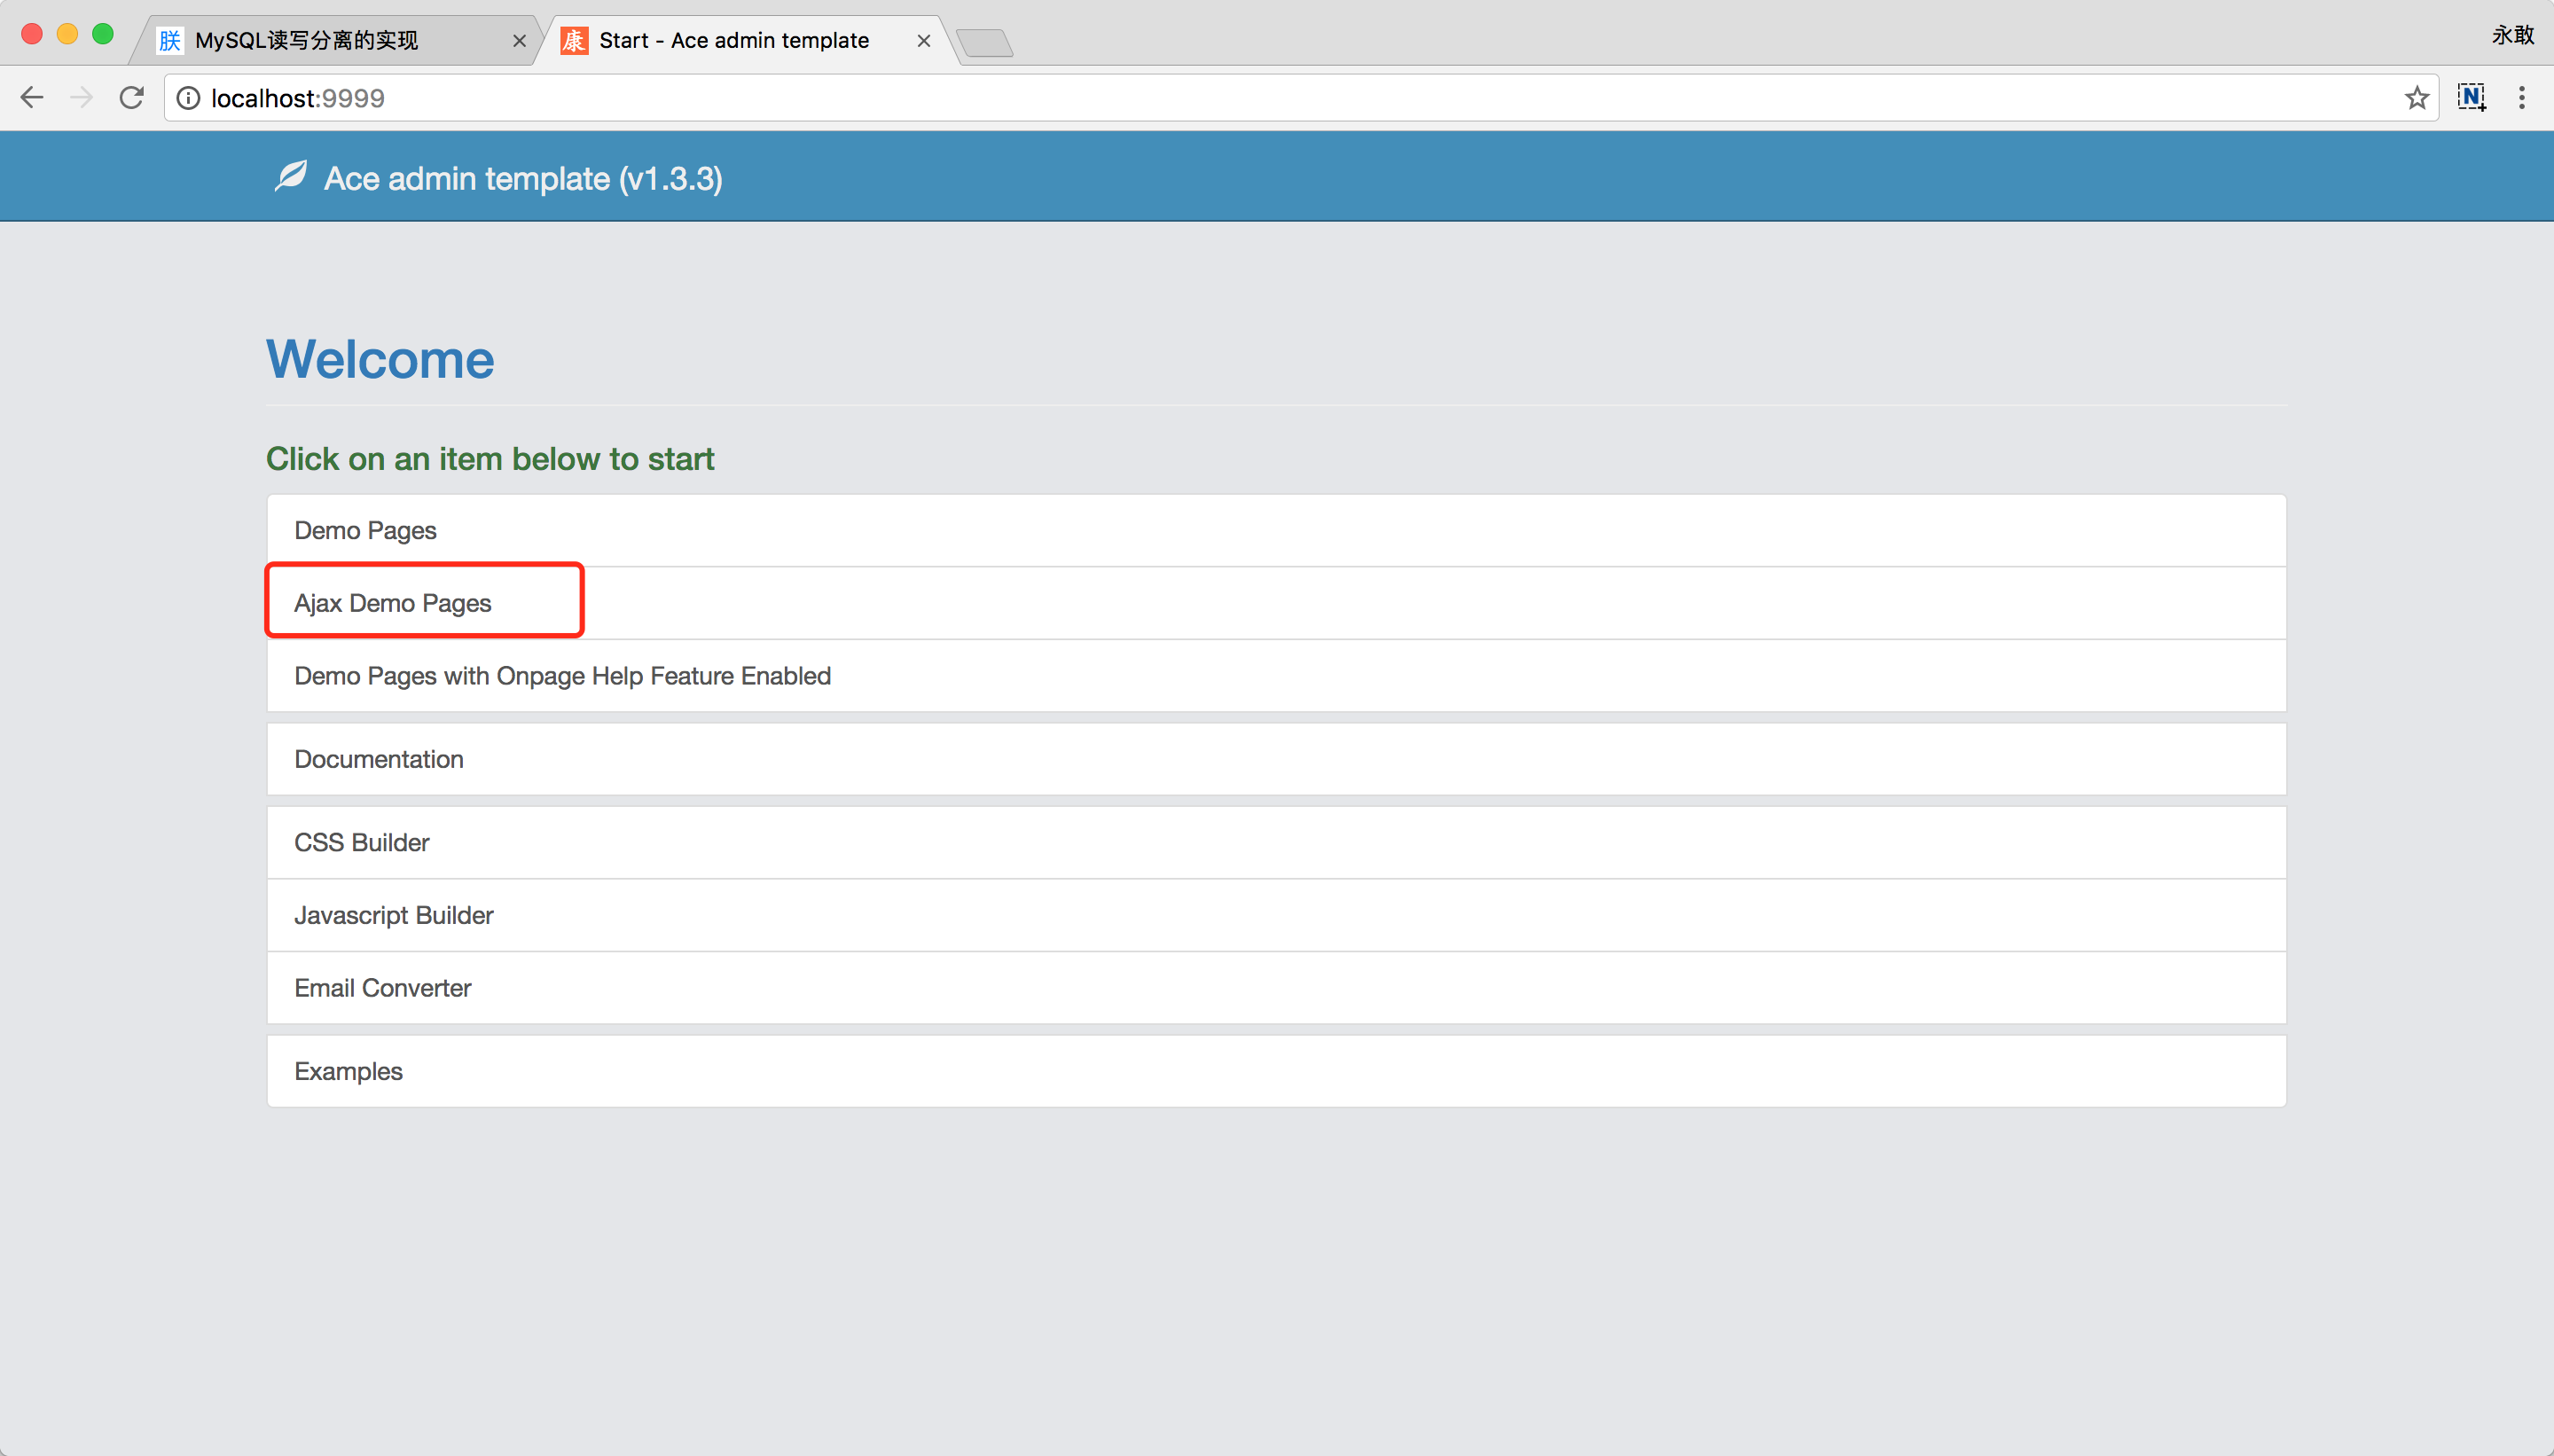 朕 MySQL读写分离的实现
康 Start - Ace admin template
永敢
localhost:9999
N
Ace admin template (v1.3.3)
Welcome
Click on an item below to start
Demo Pages
Ajax Demo Pages
Demo Pages with Onpage Help Feature Enabled
Documentation
CSS Builder
Javascript Builder
Email Converter
Examples